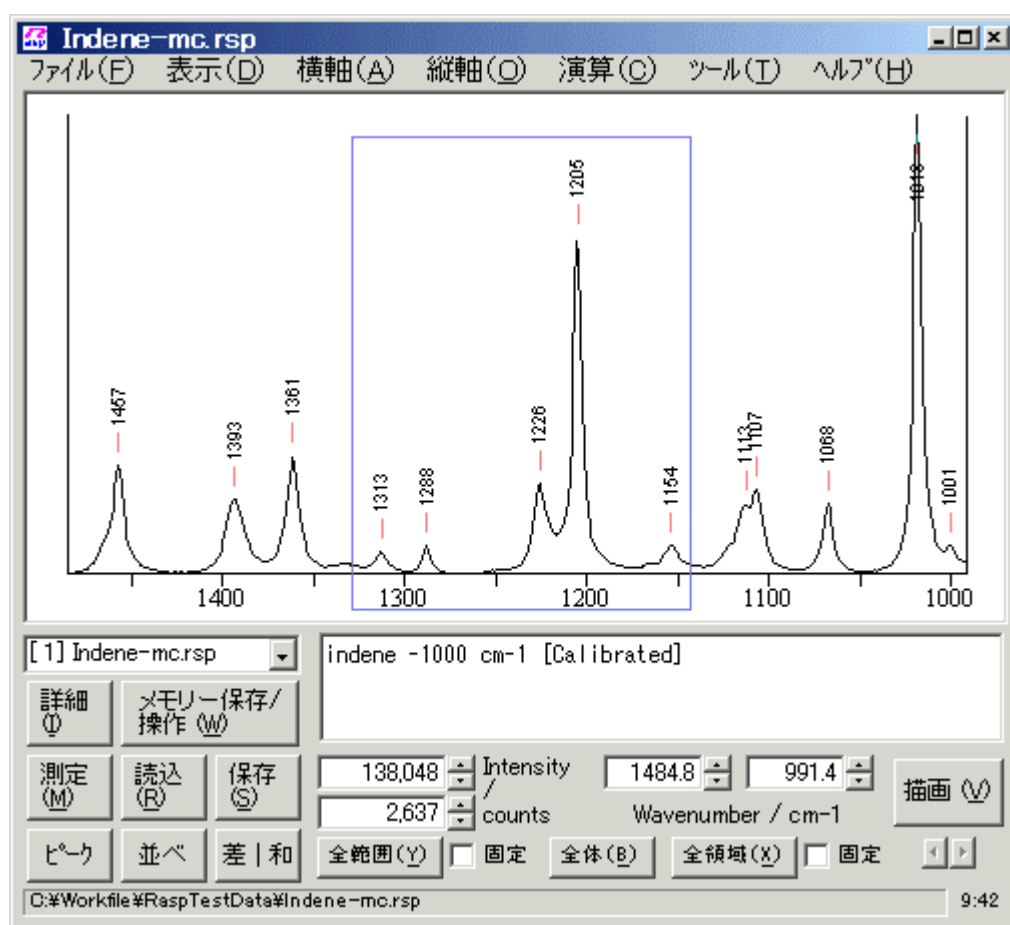 Indene-mc.rsp
ファイル(F) 表示(D) 横軸(A) 縦軸(O) 演算(C) ツール(T) ヘルプ(H)
1457
1393
1361
1313
1288
1226
1205
1154
1113
1107
1068
1018
1001
1400 1300 1200 1100 1000
[1] Indene-mc.rsp
indene -1000 cm-1 [Calibrated]
詳細(I)
メモリー保存/操作(W)
測定(M) 読込(R) 保存(S)
138,048 Intensity / counts
2,637
1484.8 991.4
Wavenumber / cm-1
描画(V)
ピーク 並べ 差|和 全範囲(Y) 固定 全体(B) 全領域(X) 固定
C:¥Workfile¥RaspTestData¥Indene-mc.rsp 9:42